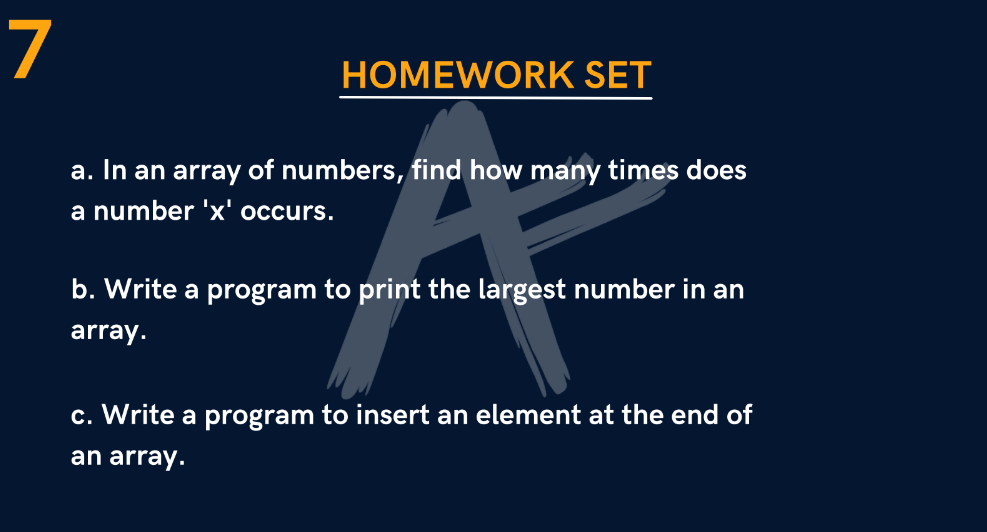 7
HOMEWORK SET
a. In an array of numbers, find how many times does
a number 'x' occurs.
b. Write a program to print the largest number in an
array.
c. Write a program to insert an element at the end of
an array.